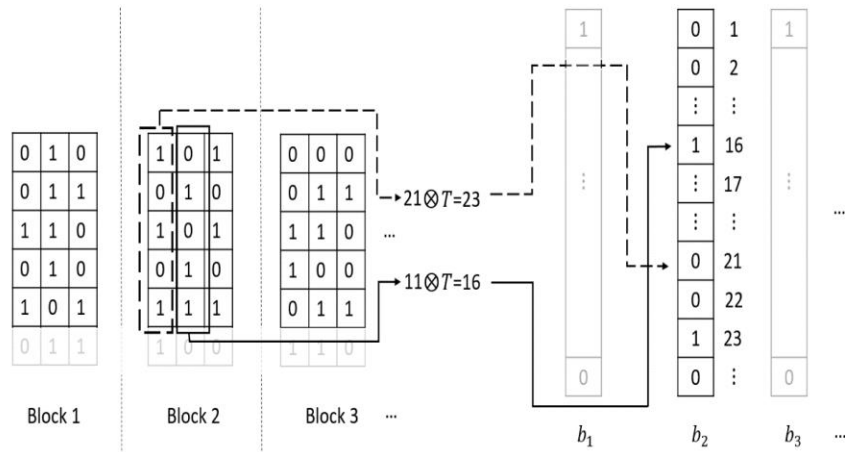 0 1 0
0 1 1
1 1 0
0 1 0
1 0 1
0 1 1
Block 1
1 0 1
0 1 0
1 0 1
0 1 0
1 1 1
1 0 0
Block 2
0 0 0
0 1 1
1 1 0
1 0 0
0 1 1
1 1 0
Block 3
...
21⊗T=23
...
11⊗T=16
1
⋮
0
b₁
0 1
0 2
⋮ ⋮
1 16
⋮ 17
⋮ ⋮
0 21
0 22
1 23
0 ⋮
b₂
1
⋮
0
b₃
...
...